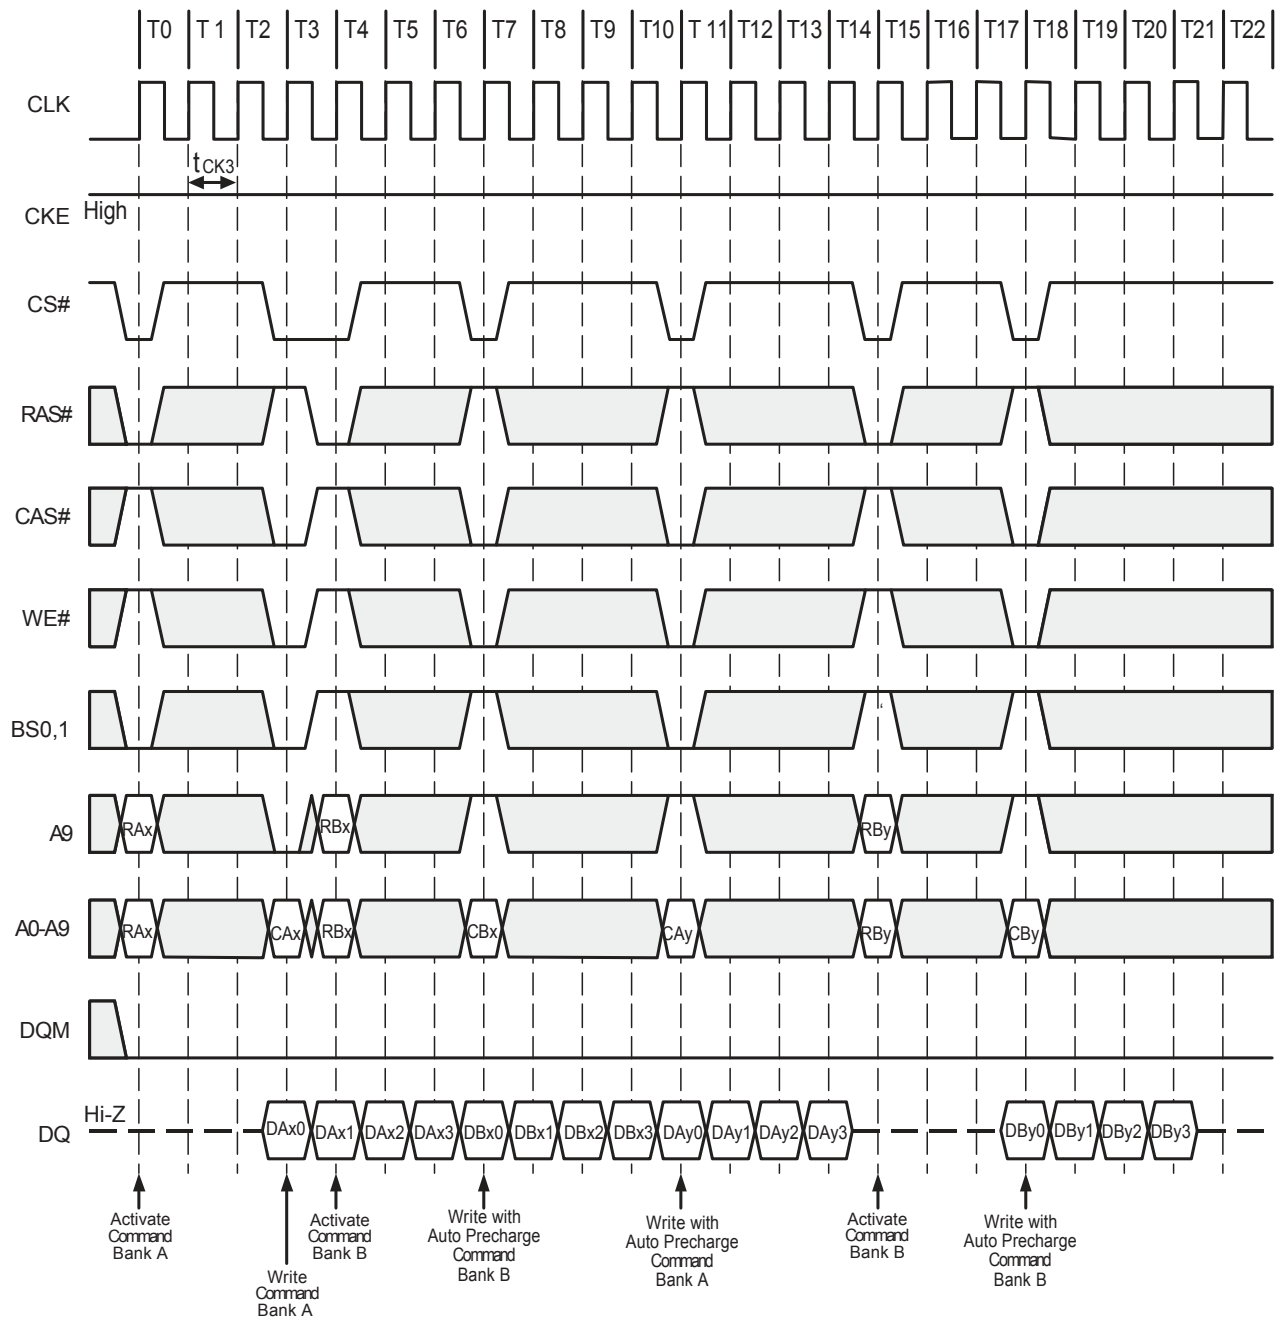 T0 T 1 T2 T3 T4 T5 T6 T7 T8 T9 T10 T 11 T12 T13 T14 T15 T16 T17 T18 T19 T20 T21 T22
CLK
tCK3
CKE High
CS#
RAS#
CAS#
WE#
BS0,1
A9 RAx RBx RBy
A0-A9 RAx CAx RBx CBx CAy RBy CBy
DQM
Hi-Z
DQ DAx0 DAx1 DAx2 DAx3 DBx0 DBx1 DBx2 DBx3 DAy0 DAy1 DAy2 DAy3 DBy0 DBy1 DBy2 DBy3
Activate
Command
Bank A
Write
Command
Bank A
Activate
Command
Bank B
Write with
Auto Precharge
Command
Bank B
Write with
Auto Precharge
Command
Bank A
Activate
Command
Bank B
Write with
Auto Precharge
Command
Bank B